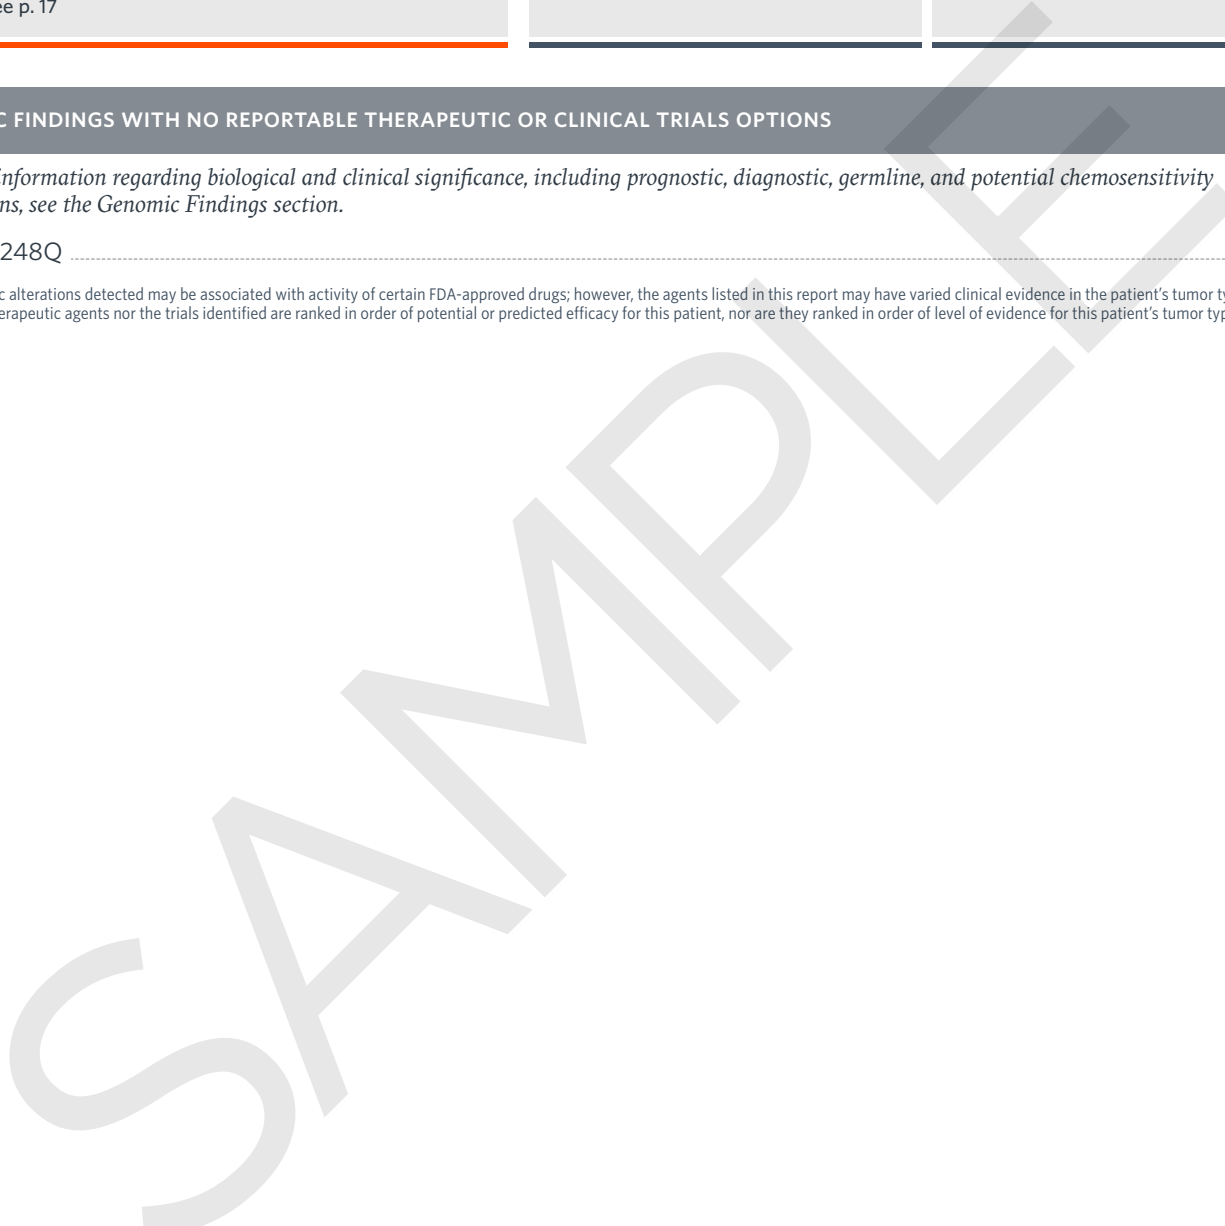 ee p. 17
C FINDINGS WITH NO REPORTABLE THERAPEUTIC OR CLINICAL TRIALS OPTIONS
information regarding biological and clinical significance, including prognostic, diagnostic, germline, and potential chemosensitivity
ns, see the Genomic Findings section.
248Q
c alterations detected may be associated with activity of certain FDA-approved drugs; however, the agents listed in this report may have varied clinical evidence in the patient's tumor ty
erapeutic agents nor the trials identified are ranked in order of potential or predicted efficacy for this patient, nor are they ranked in order of level of evidence for this patient's tumor typ
SAMPLE